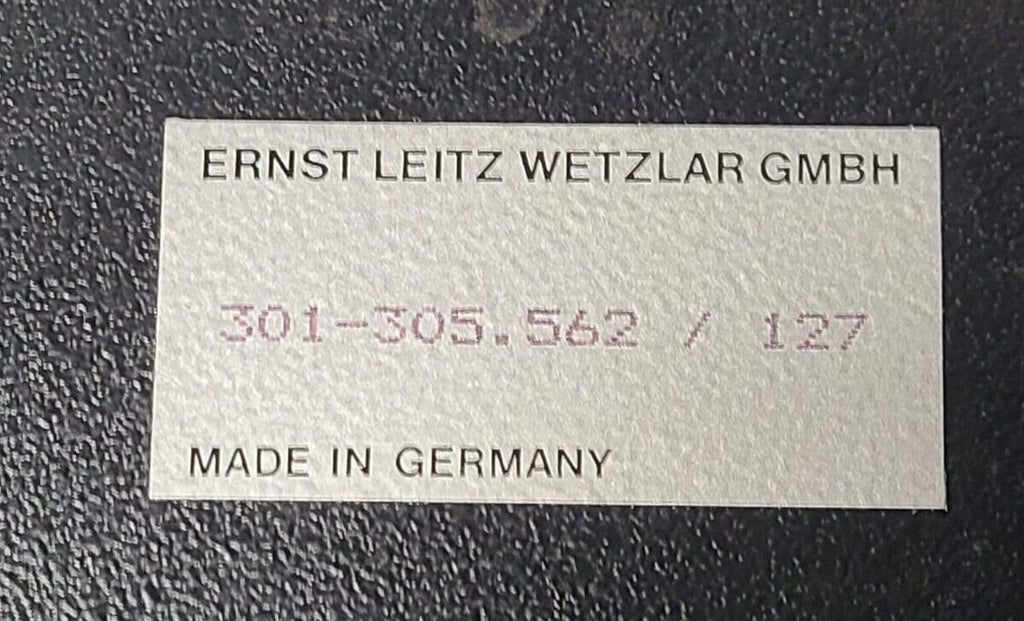 ERNST LEITZ WETZLAR GMBH
301-305.562 / 127
MADE IN GERMANY